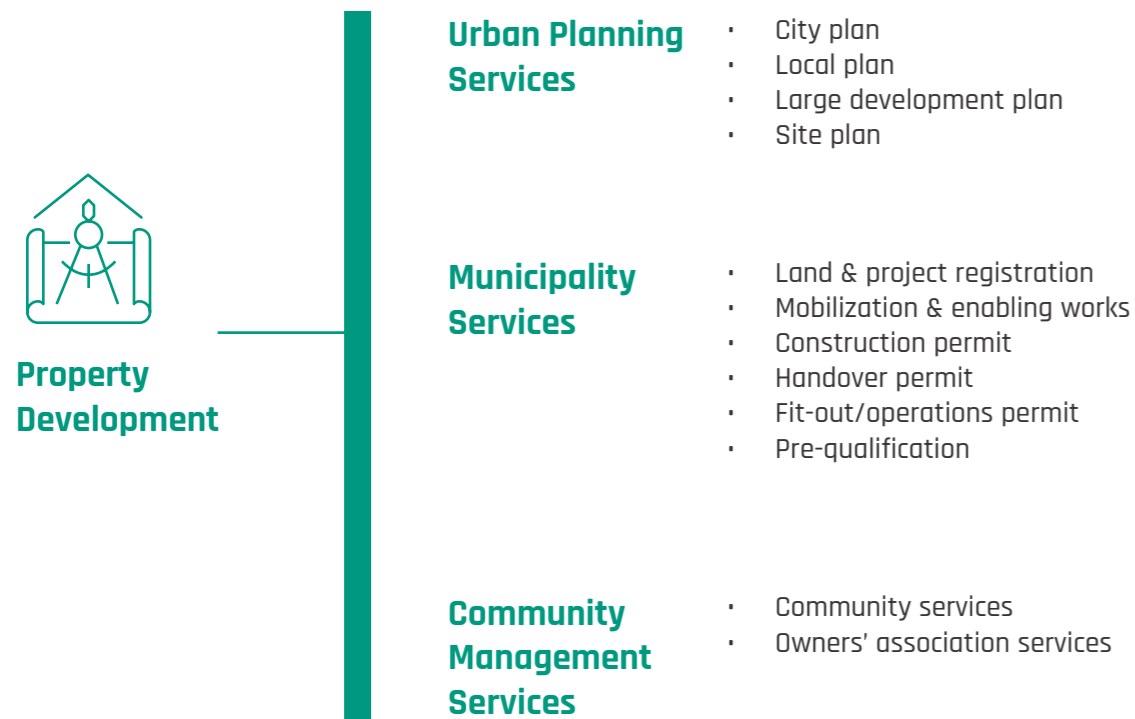 Property
Development
Urban Planning
Services
City plan
Local plan
Large development plan
Site plan
Municipality
Services
Land & project registration
Mobilization & enabling works
Construction permit
Handover permit
Fit-out/operations permit
Pre-qualification
Community
Management
Services
Community services
Owners’ association services